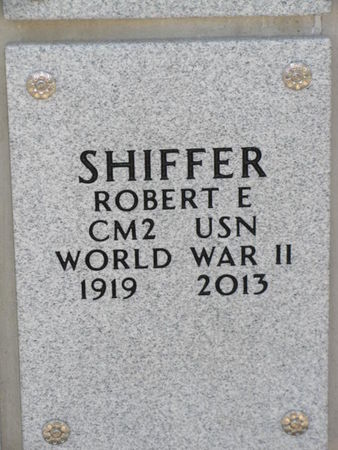 SHIFFER
ROBERT E
CM2 USN
WORLD WAR II
1919 2013